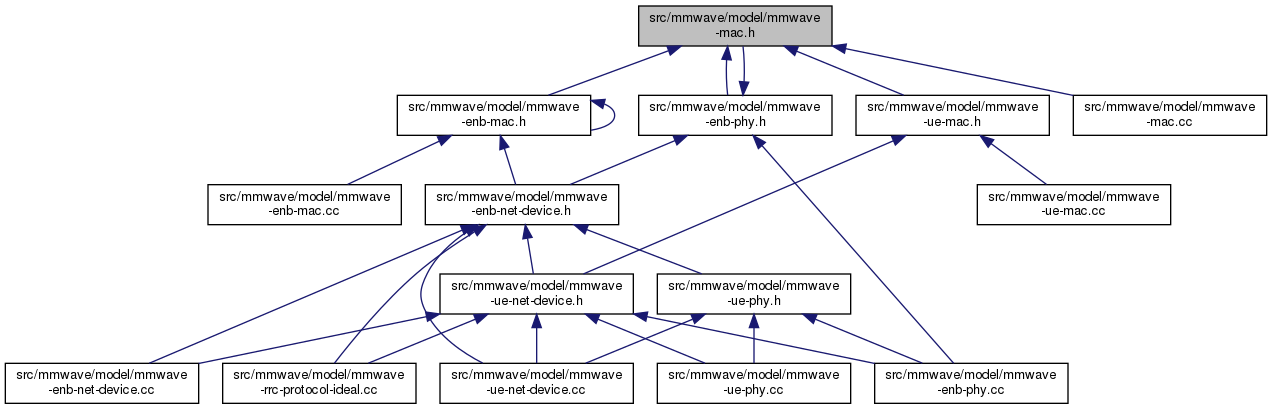 src/mmwave/model/mmwave
-mac.h
src/mmwave/model/mmwave
-enb-mac.h
src/mmwave/model/mmwave
-enb-phy.h
src/mmwave/model/mmwave
-ue-mac.h
src/mmwave/model/mmwave
-mac.cc
src/mmwave/model/mmwave
-enb-mac.cc
src/mmwave/model/mmwave
-enb-net-device.h
src/mmwave/model/mmwave
-ue-mac.cc
src/mmwave/model/mmwave
-ue-net-device.h
src/mmwave/model/mmwave
-ue-phy.h
src/mmwave/model/mmwave
-enb-net-device.cc
src/mmwave/model/mmwave
-rrc-protocol-ideal.cc
src/mmwave/model/mmwave
-ue-net-device.cc
src/mmwave/model/mmwave
-ue-phy.cc
src/mmwave/model/mmwave
-enb-phy.cc